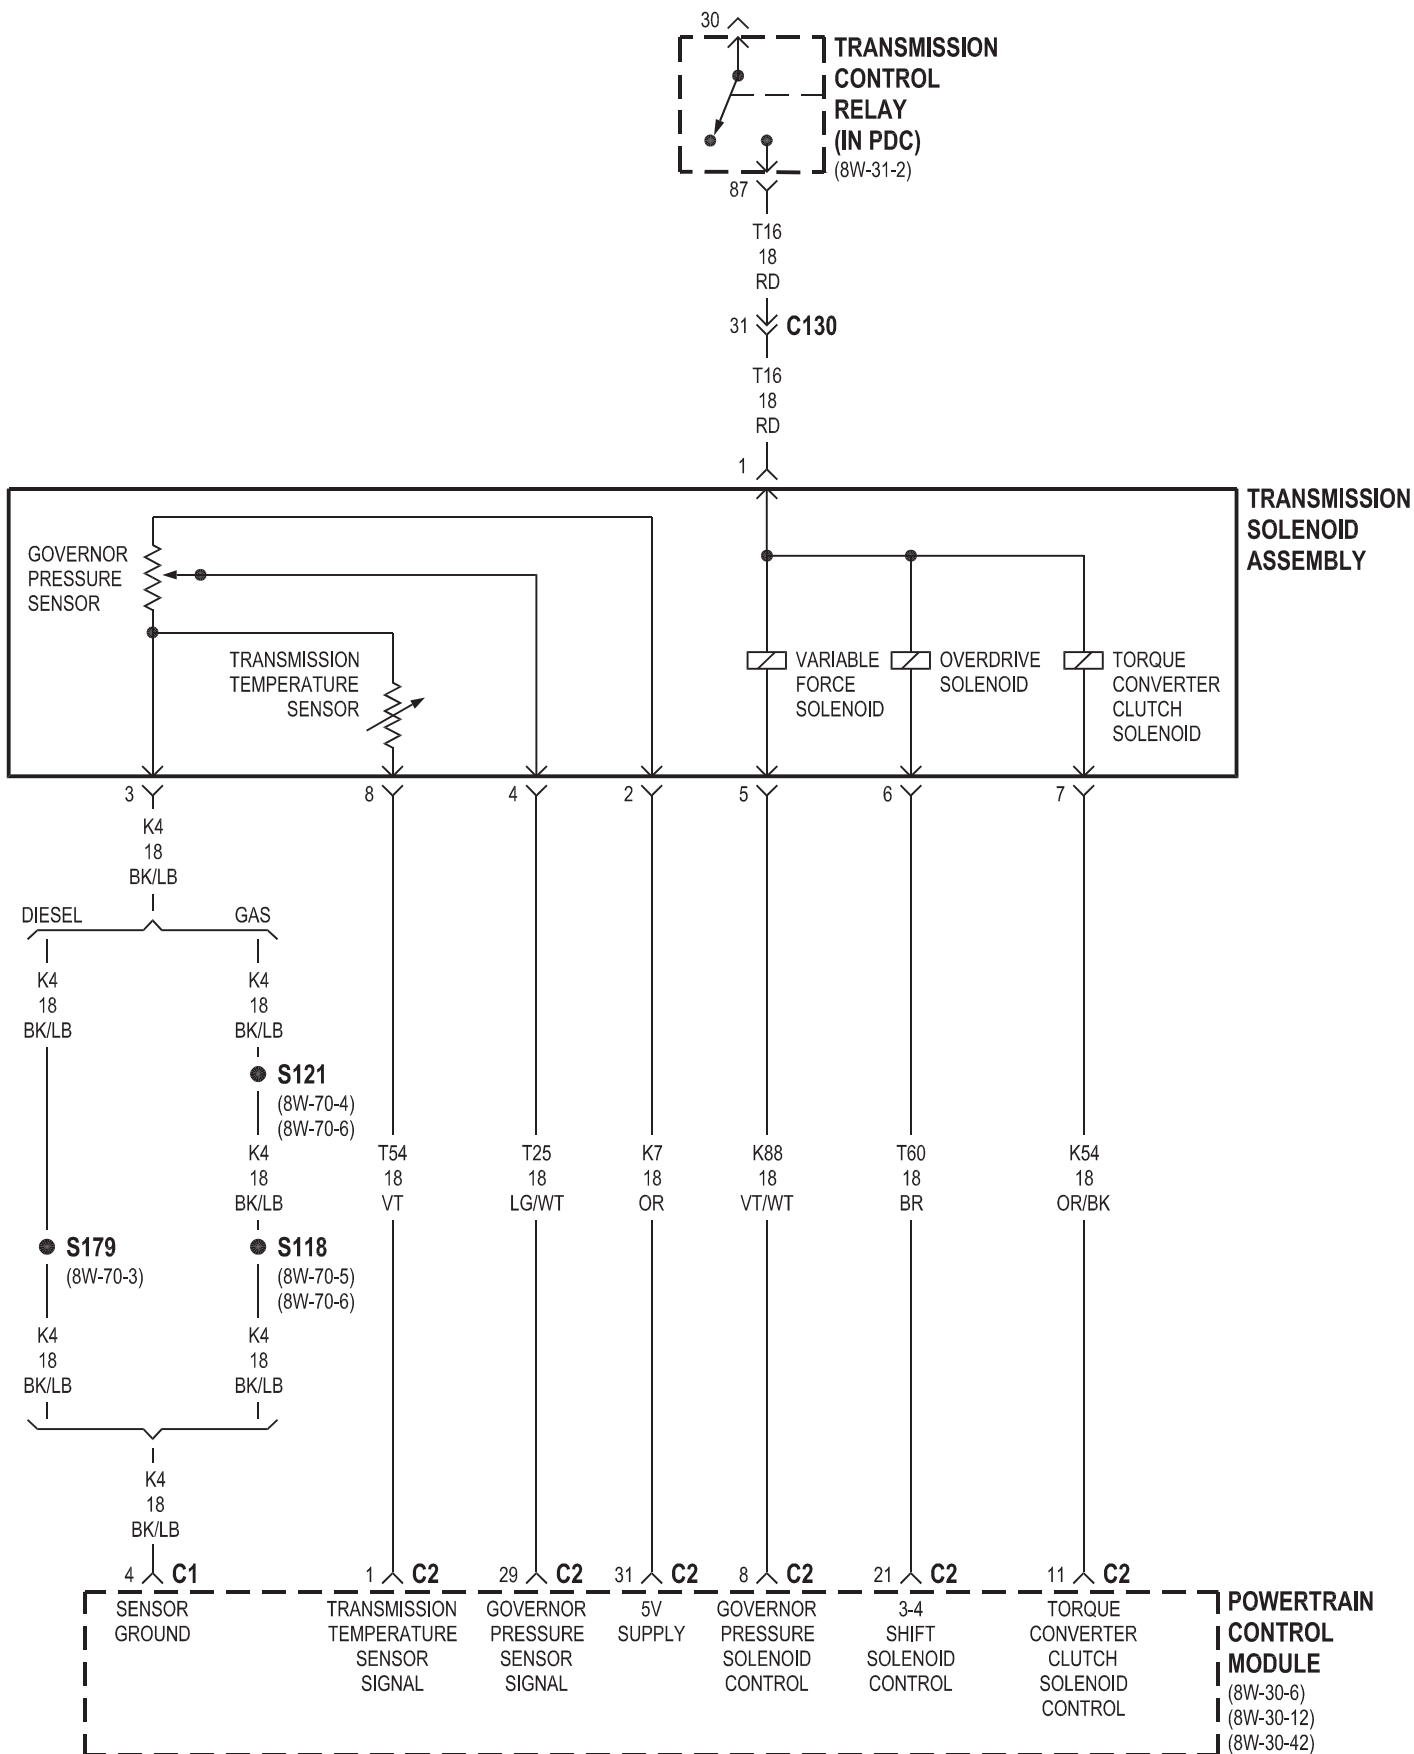 30
TRANSMISSION
CONTROL
RELAY
(IN PDC)
(8W-31-2)
87
T16
18
RD
31 C130
T16
18
RD
1
TRANSMISSION
SOLENOID
ASSEMBLY
GOVERNOR
PRESSURE
SENSOR
TRANSMISSION
TEMPERATURE
SENSOR
VARIABLE
FORCE
SOLENOID
OVERDRIVE
SOLENOID
TORQUE
CONVERTER
CLUTCH
SOLENOID
3 8 4 2 5 6 7
K4
18
BK/LB
DIESEL GAS
K4
18
BK/LB
K4
18
BK/LB
S121
(8W-70-4)
(8W-70-6)
K4
18
BK/LB
T54
18
VT
T25
18
LG/WT
K7
18
OR
K88
18
VT/WT
T60
18
BR
K54
18
OR/BK
S179
(8W-70-3)
S118
(8W-70-5)
(8W-70-6)
K4
18
BK/LB
K4
18
BK/LB
K4
18
BK/LB
4 C1 1 C2 29 C2 31 C2 8 C2 21 C2 11 C2
SENSOR
GROUND
TRANSMISSION
TEMPERATURE
SENSOR
SIGNAL
GOVERNOR
PRESSURE
SENSOR
SIGNAL
5V
SUPPLY
GOVERNOR
PRESSURE
SOLENOID
CONTROL
3-4
SHIFT
SOLENOID
CONTROL
TORQUE
CONVERTER
CLUTCH
SOLENOID
CONTROL
POWERTRAIN
CONTROL
MODULE
(8W-30-6)
(8W-30-12)
(8W-30-42)